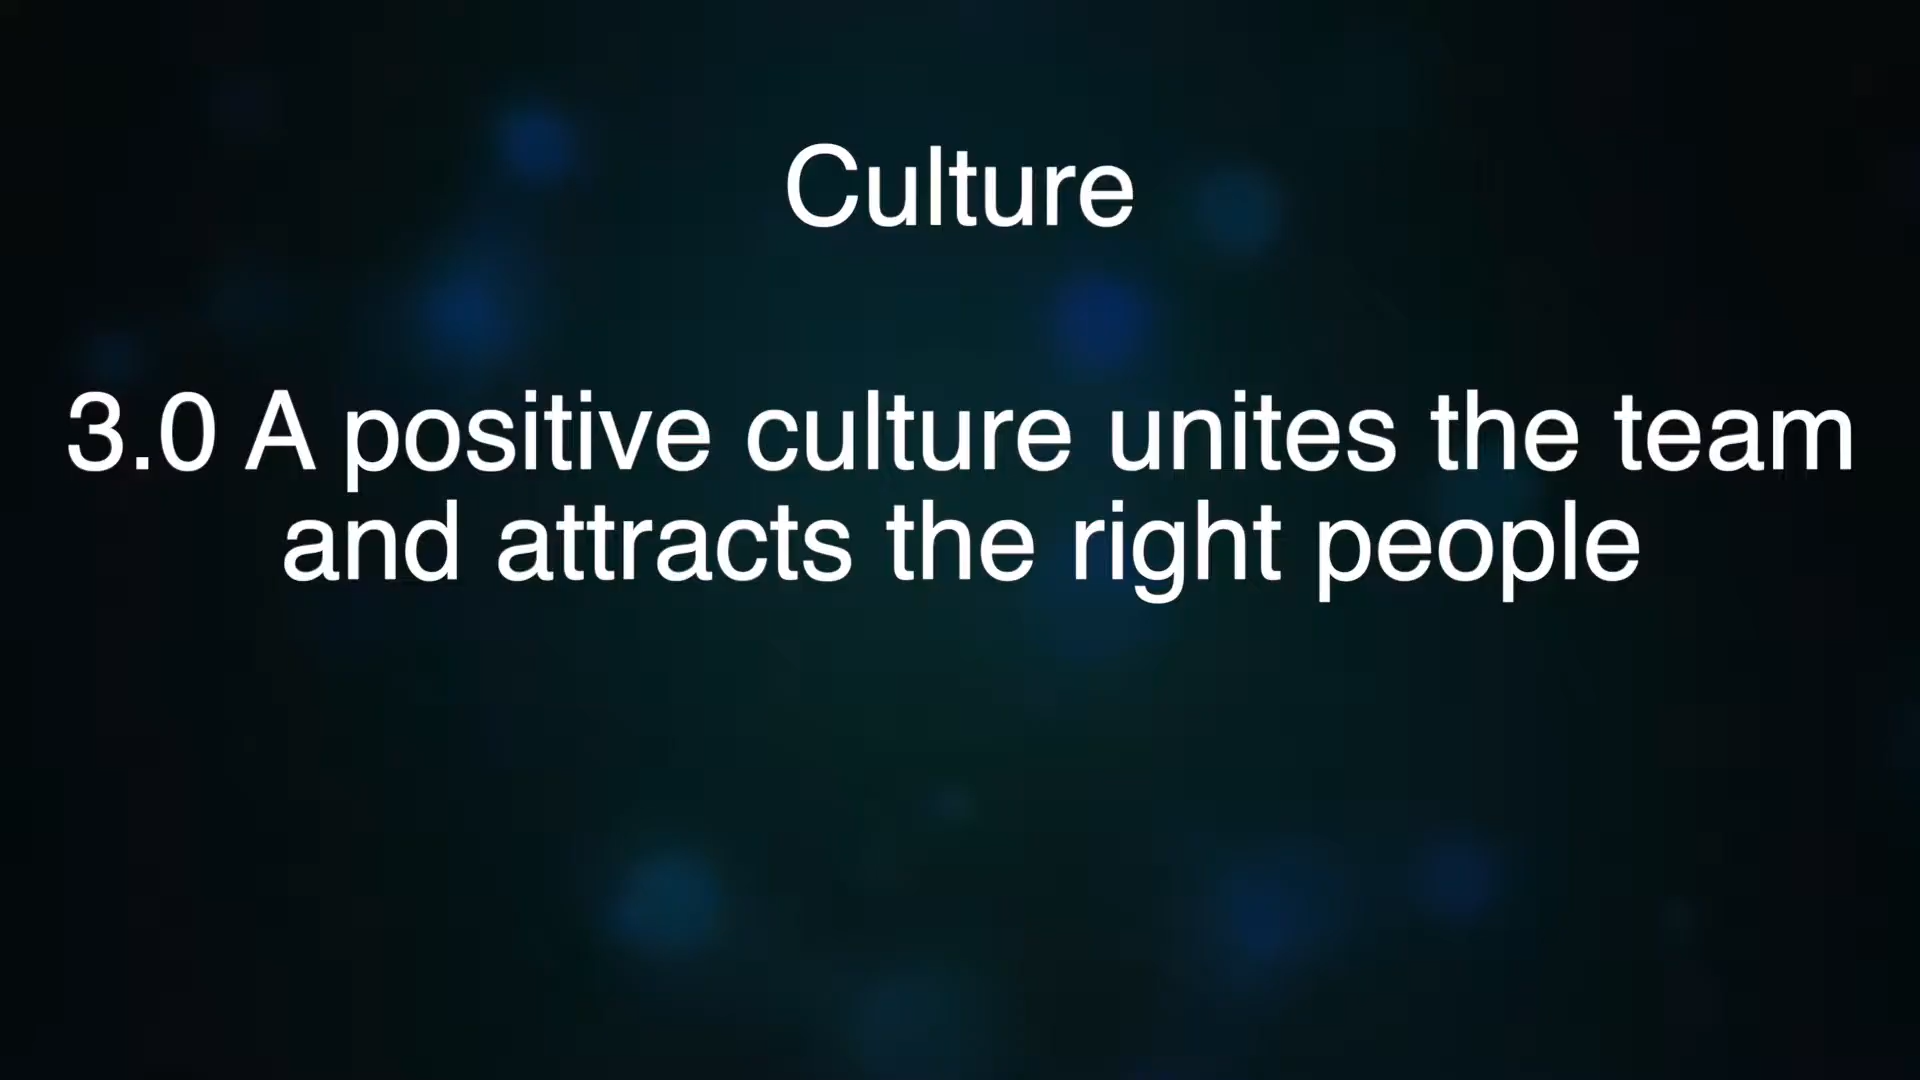 Culture
3.0 A positive culture unites the team
and attracts the right people